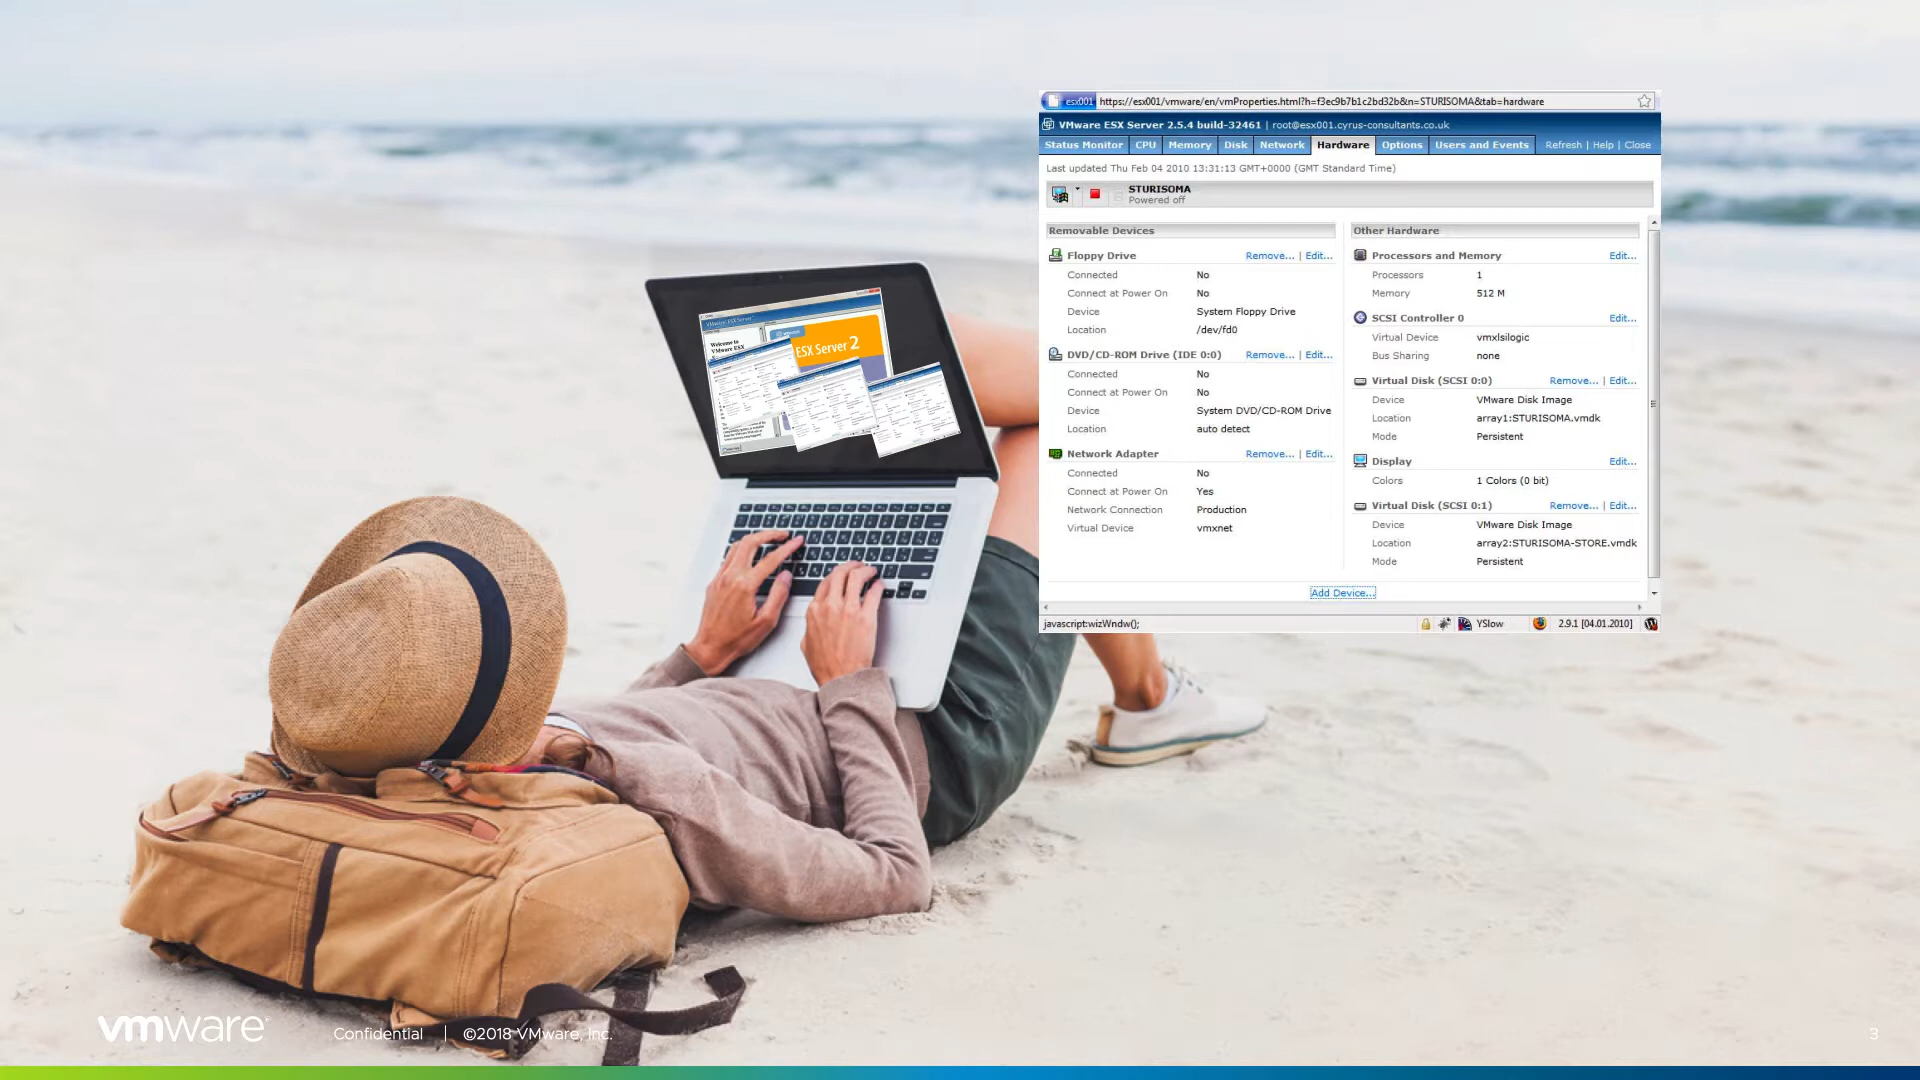 esx001 https://esx001/vmware/en/vmProperties.html?h=f3ec9b7b1c2bd32b&n=STURISOMA&tab=hardware
VMware ESX Server 2.5.4 build-32461 | root@esx001.cyrus-consultants.co.uk
Status Monitor CPU Memory Disk Network Hardware Options Users and Events Refresh | Help | Close
Last updated Thu Feb 04 2010 13:31:13 GMT+0000 (GMT Standard Time)
STURISOMA
Powered off
Removable Devices
Floppy Drive Remove... | Edit...
Connected No
Connect at Power On No
Device System Floppy Drive
Location /dev/fd0
DVD/CD-ROM Drive (IDE 0:0) Remove... | Edit...
Connected No
Connect at Power On No
Device System DVD/CD-ROM Drive
Location auto detect
Network Adapter Remove... | Edit...
Connected No
Connect at Power On Yes
Network Connection Production
Virtual Device vmxnet
Other Hardware
Processors and Memory Edit...
Processors 1
Memory 512 M
SCSI Controller 0 Edit...
Virtual Device vmxlsilogic
Bus Sharing none
Virtual Disk (SCSI 0:0) Remove... | Edit...
Device VMware Disk Image
Location array1:STURISOMA.vmdk
Mode Persistent
Display Edit...
Colors 1 Colors (0 bit)
Virtual Disk (SCSI 0:1) Remove... | Edit...
Device VMware Disk Image
Location array2:STURISOMA-STORE.vmdk
Mode Persistent
Add Device...
javascript:wizWndw(); YSlow 2.9.1 [04.01.2010]
VMware ESX Server
Welcome to
VMware ESX
ESX Server 2
vmware Confidential | ©2018 VMware, Inc. 3